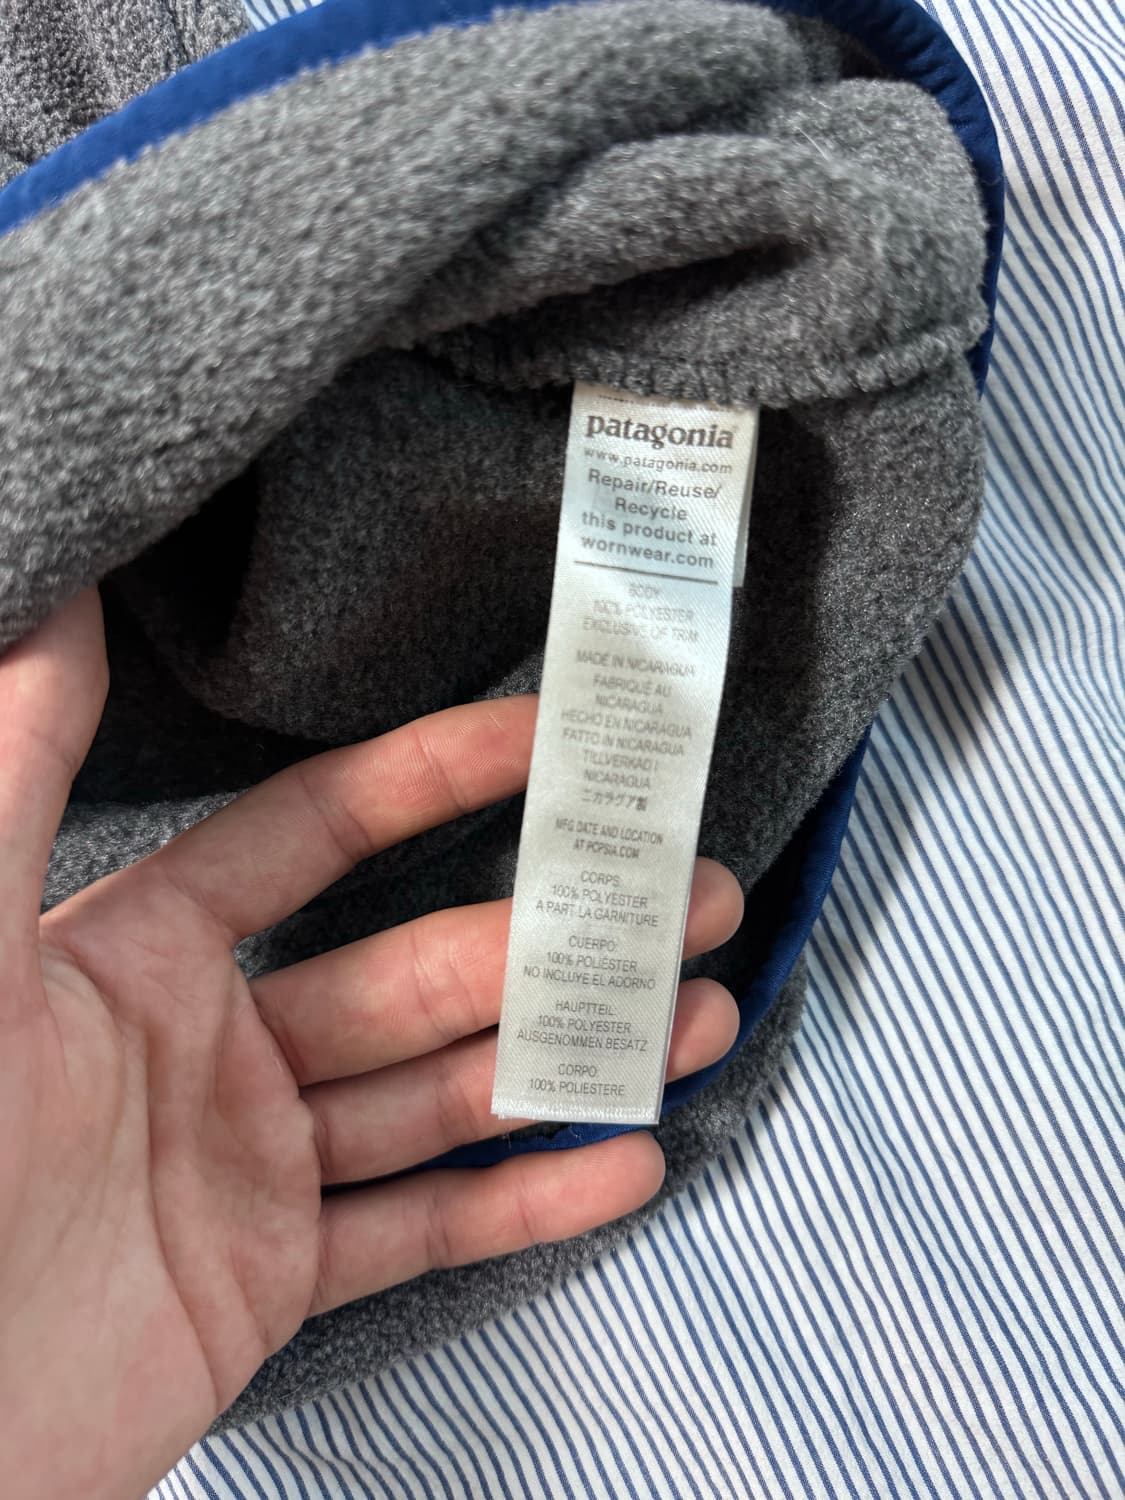 patagonia
www.patagonia.com
Repair/Reuse/
Recycle
this product at
wornwear.com
BODY
100% POLYESTER
EXCLUSIVE OF TRIM
MADE IN NICARAGUA
FABRIQUÉ AU
NICARAGUA
HECHO EN NICARAGUA
FATTO IN NICARAGUA
TILLVERKAD I
NICARAGUA
ニカラグア製
MFG DATE AND LOCATION
AT PCPSIA.COM
CORPS:
100% POLYESTER
A PART LA GARNITURE
CUERPO:
100% POLIÉSTER
NO INCLUYE EL ADORNO
HAUPTTEIL:
100% POLYESTER
AUSGENOMMEN BESATZ
CORPO:
100% POLIESTERE